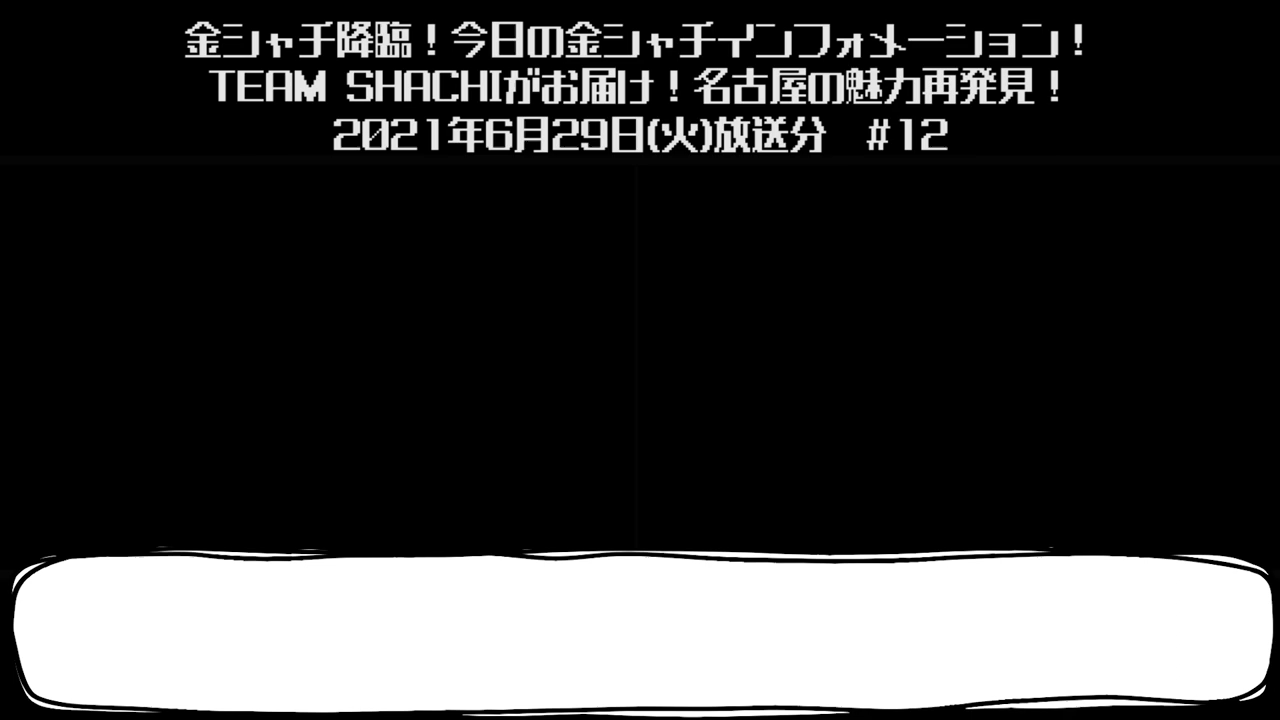 金シャチ降臨！今日の金シャチインフォメーション！
TEAM SHACHIがお届け！名古屋の魅力再発見！
2021年6月29日(火)放送分　#12